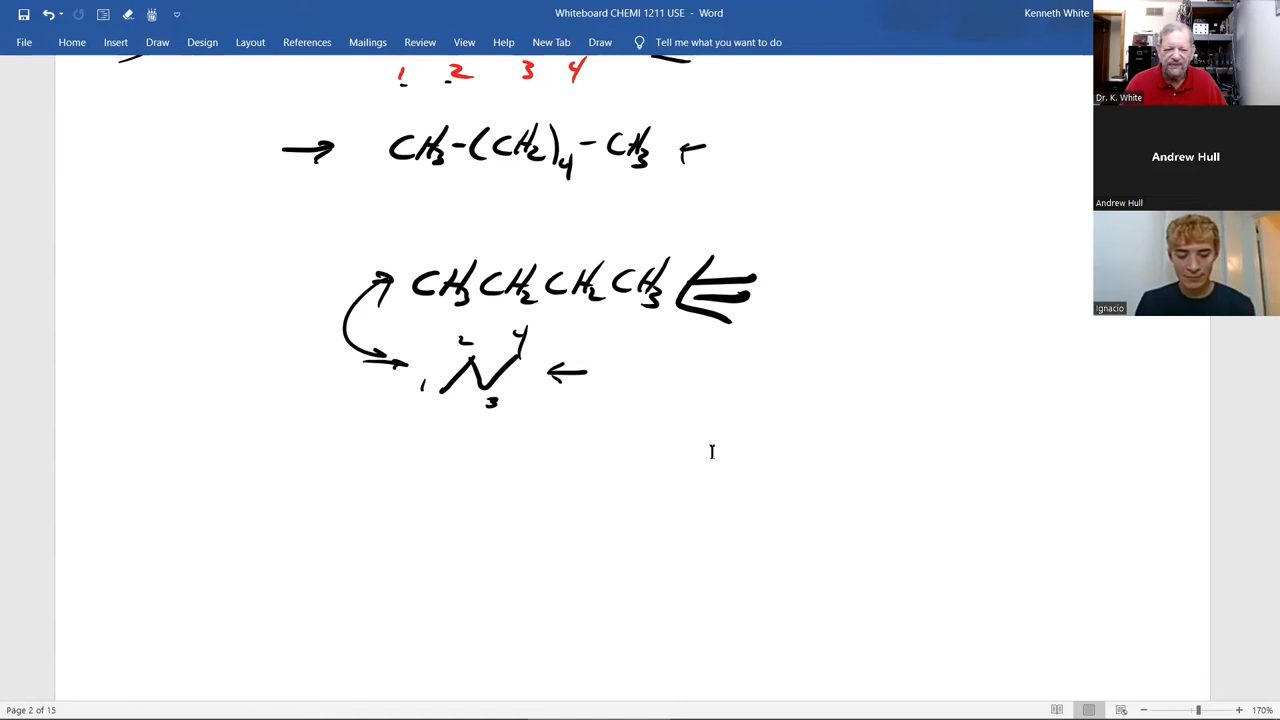 Whiteboard CHEMI 1211 USE - Word
Kenneth White
File Home Insert Draw Design Layout References Mailings Review View Help New Tab Draw Tell me what you want to do
1 2 3 4
CH3-(CH2)4-CH3
CH3CH2CH2CH3
2 4
1
3
Dr. K. White
Andrew Hull
Andrew Hull
Ignacio
Page 2 of 15
170%